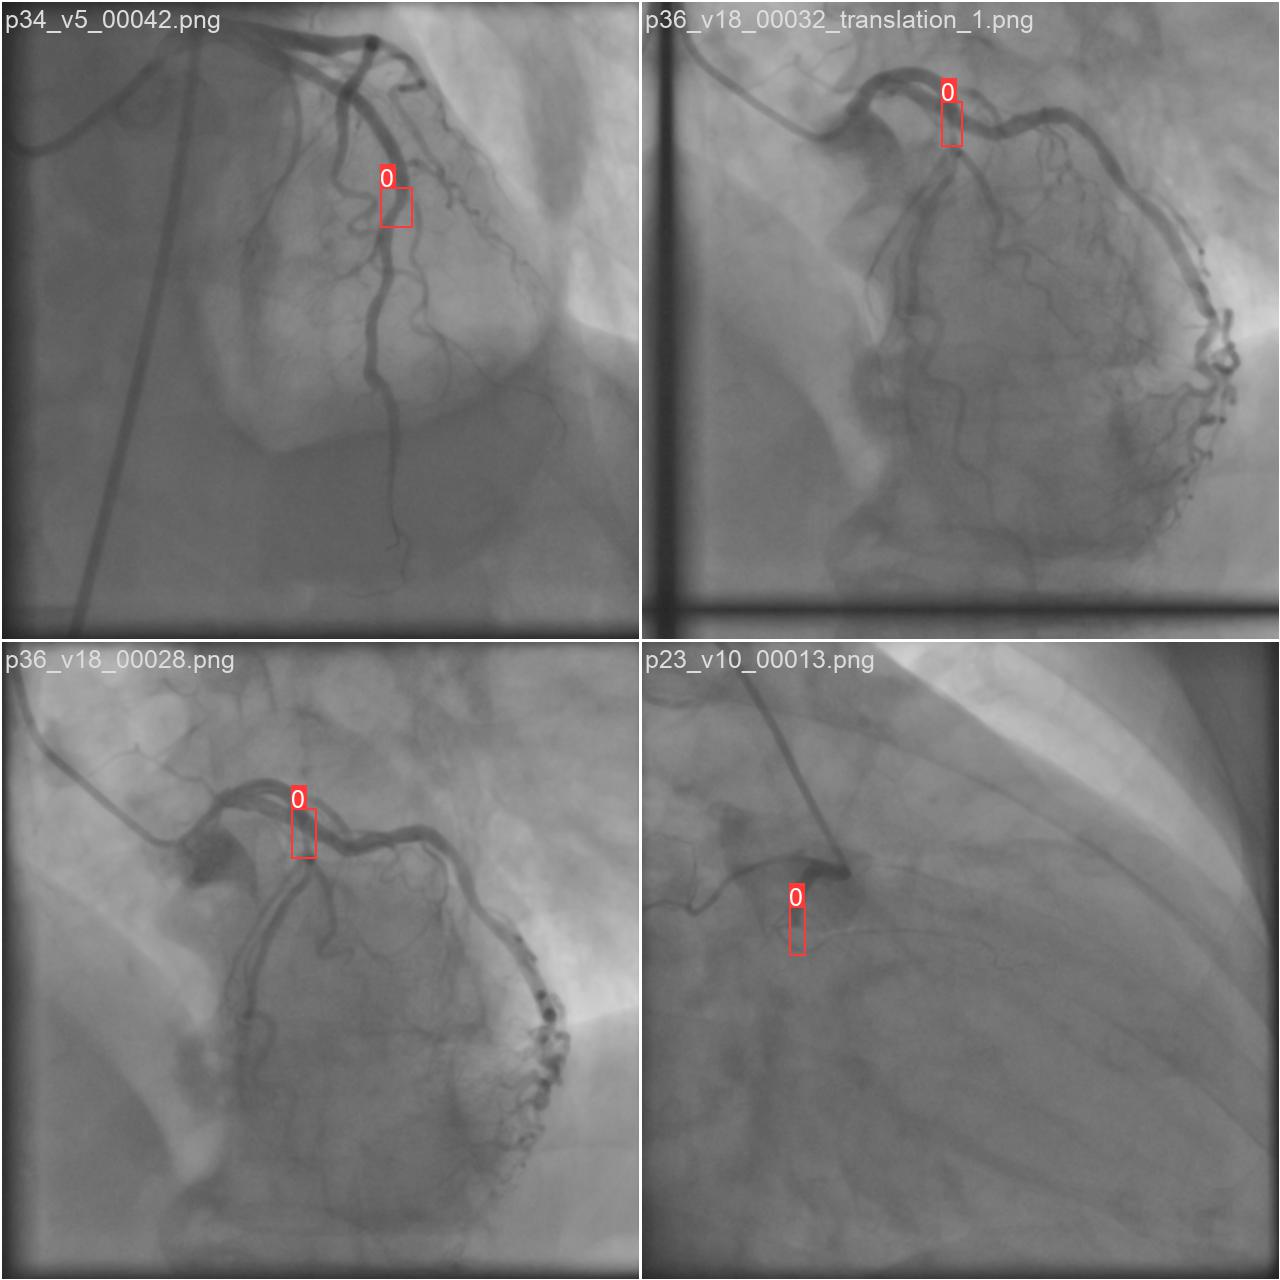 p34_v5_00042.png
p36_v18_00032_translation_1.png
0
0
p36_v18_00028.png
p23_v10_00013.png
0
0